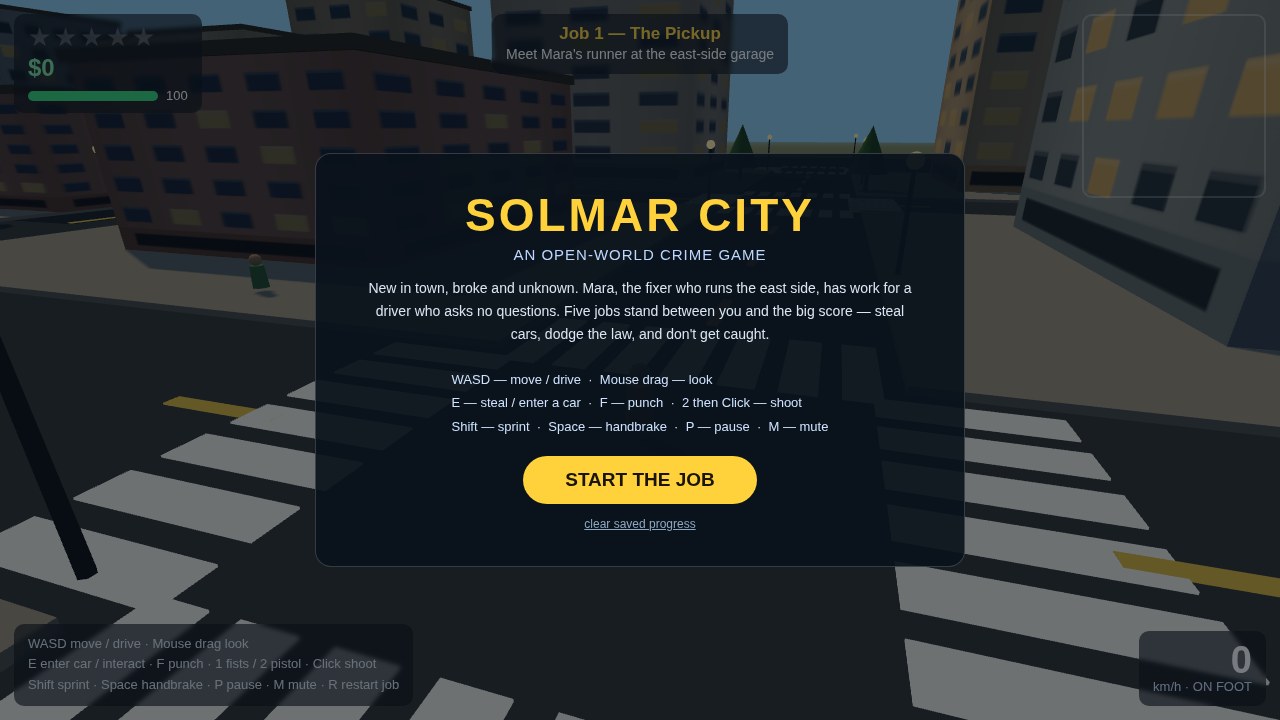 ★★★★★
$0
100
Job 1 — The Pickup
Meet Mara's runner at the east-side garage
SOLMAR CITY
AN OPEN-WORLD CRIME GAME
New in town, broke and unknown. Mara, the fixer who runs the east side, has work for a
driver who asks no questions. Five jobs stand between you and the big score — steal
cars, dodge the law, and don't get caught.
WASD — move / drive · Mouse drag — look
E — steal / enter a car · F — punch · 2 then Click — shoot
Shift — sprint · Space — handbrake · P — pause · M — mute
START THE JOB
clear saved progress
WASD move / drive · Mouse drag look
E enter car / interact · F punch · 1 fists / 2 pistol · Click shoot
Shift sprint · Space handbrake · P pause · M mute · R restart job
0
km/h · ON FOOT